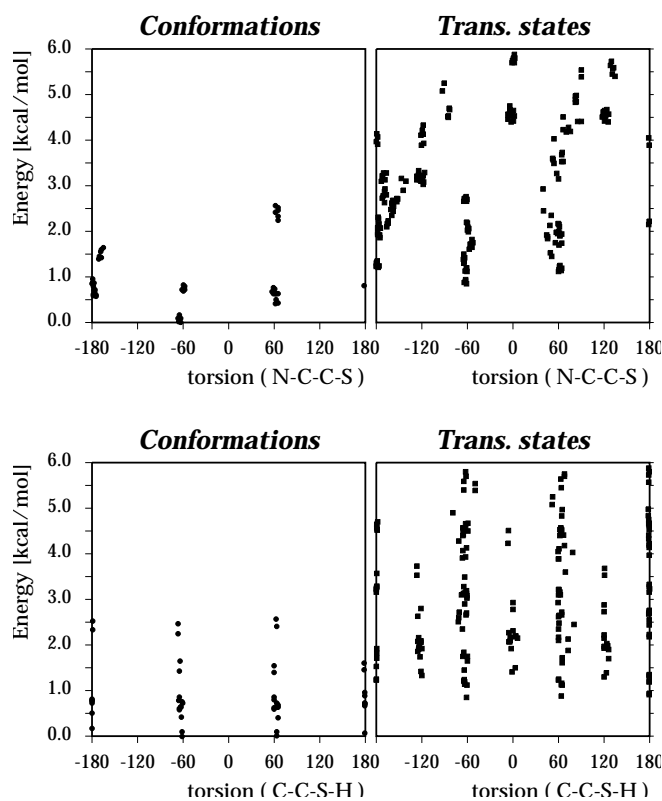 Conformations Trans. states
6.0
5.0
4.0
3.0
2.0
1.0
0.0
Energy [kcal/mol]
-180 -120 -60 0 60 120 180 -120 -60 0 60 120 180
torsion ( N-C-C-S ) torsion ( N-C-C-S )
Conformations Trans. states
6.0
5.0
4.0
3.0
2.0
1.0
0.0
Energy [kcal/mol]
-180 -120 -60 0 60 120 180 -120 -60 0 60 120 180
torsion ( C-C-S-H ) torsion ( C-C-S-H )